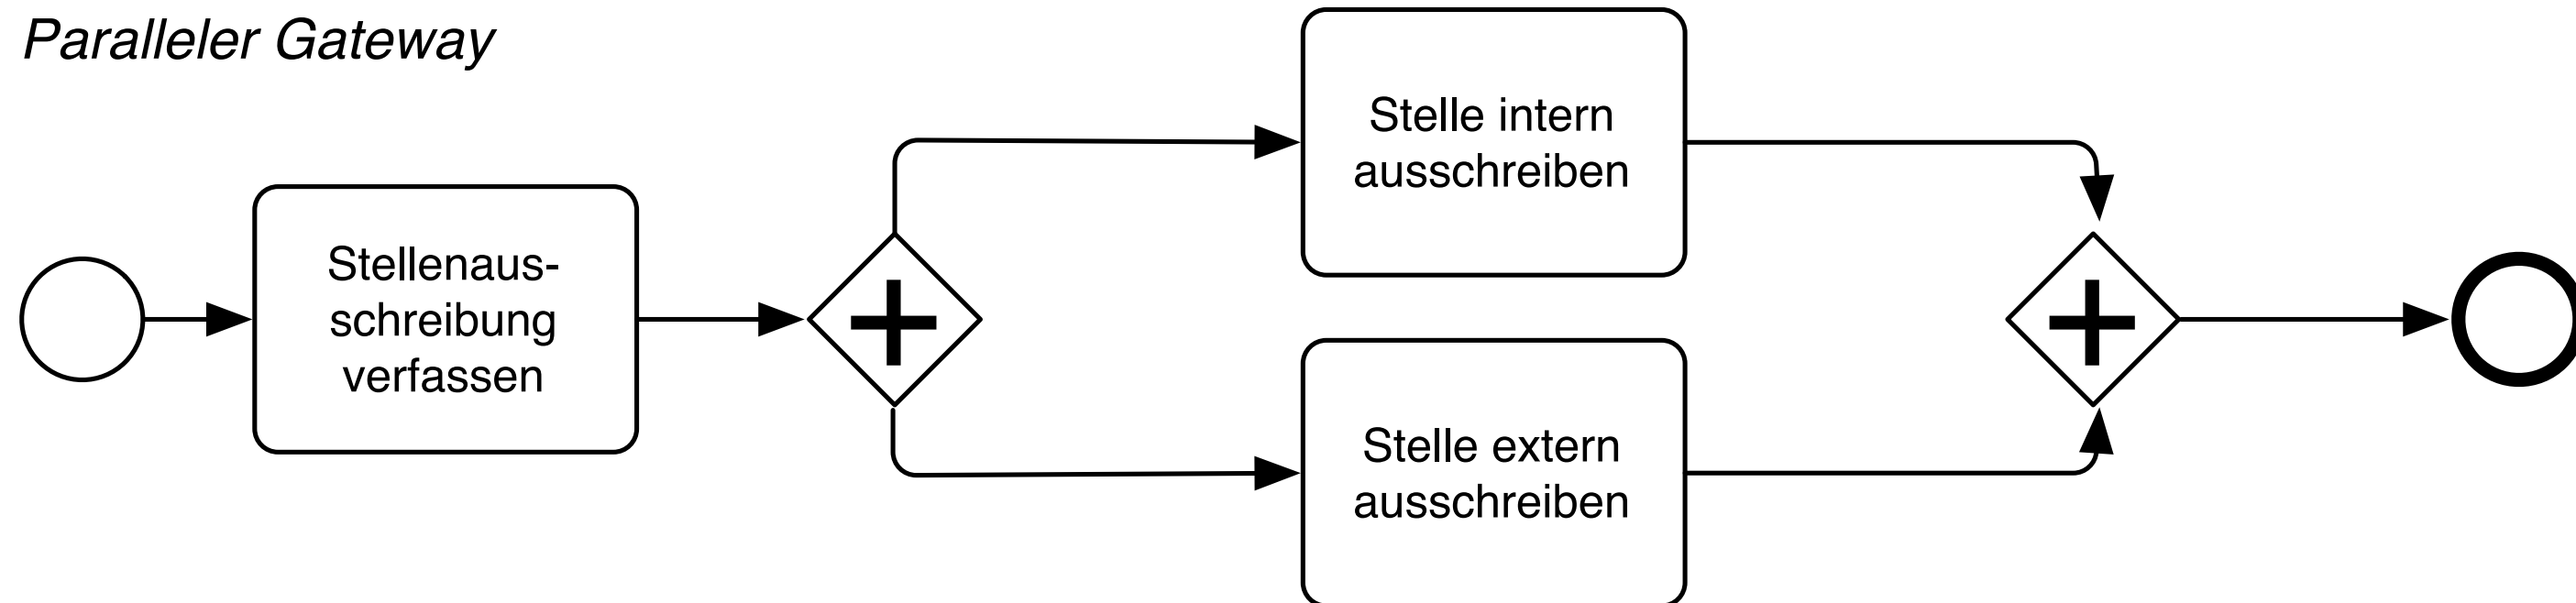 Paralleler Gateway
Stellenaus-
schreibung
verfassen
Stelle intern
ausschreiben
Stelle extern
ausschreiben